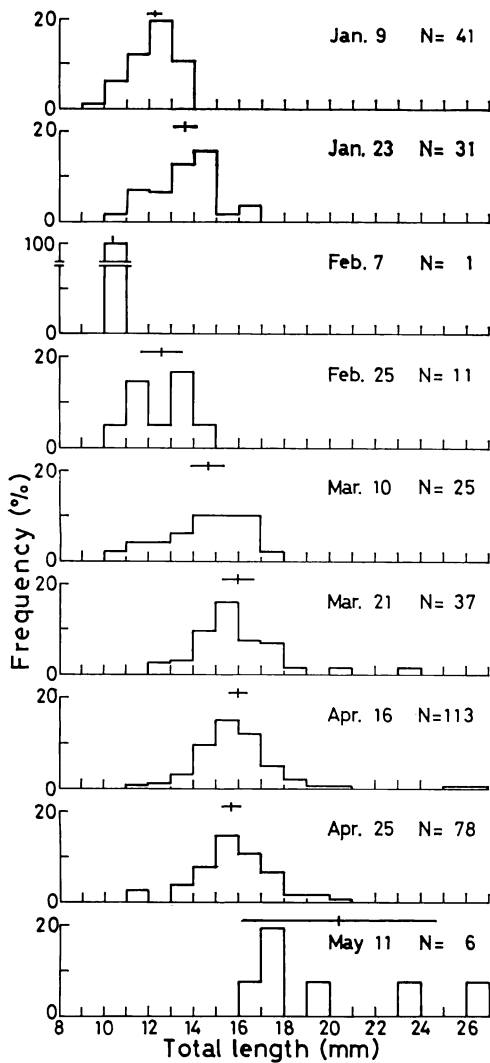 20
0
Jan. 9 N= 41
20
0
Jan. 23 N= 31
100
0
Feb. 7 N= 1
20
0
Feb. 25 N= 11
20
0
Mar. 10 N= 25
20
0
Mar. 21 N= 37
20
0
Apr. 16 N=113
20
0
Apr. 25 N= 78
20
0
May 11 N= 6
8 10 12 14 16 18 20 22 24 26
Total length (mm)
Frequency (%)